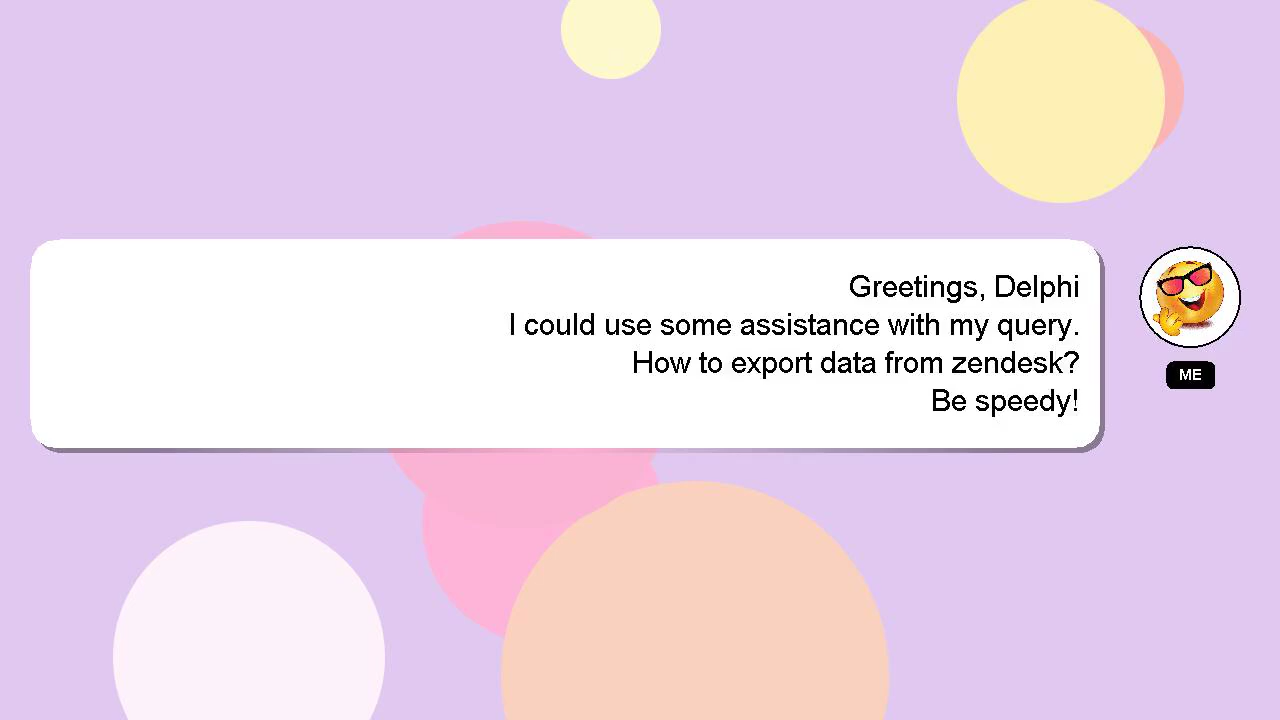 Greetings, Delphi
I could use some assistance with my query.
How to export data from zendesk?
Be speedy!
ME